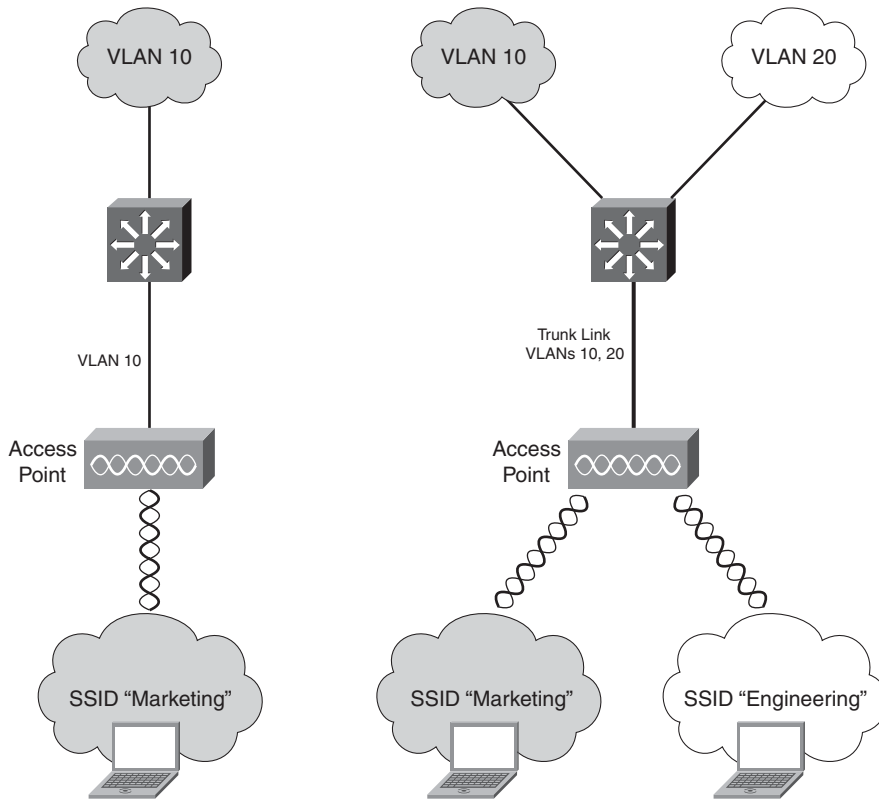 VLAN 10
VLAN 10
VLAN 20
VLAN 10
Trunk Link
VLANs 10, 20
Access
Point
Access
Point
SSID “Marketing”
SSID “Marketing”
SSID “Engineering”